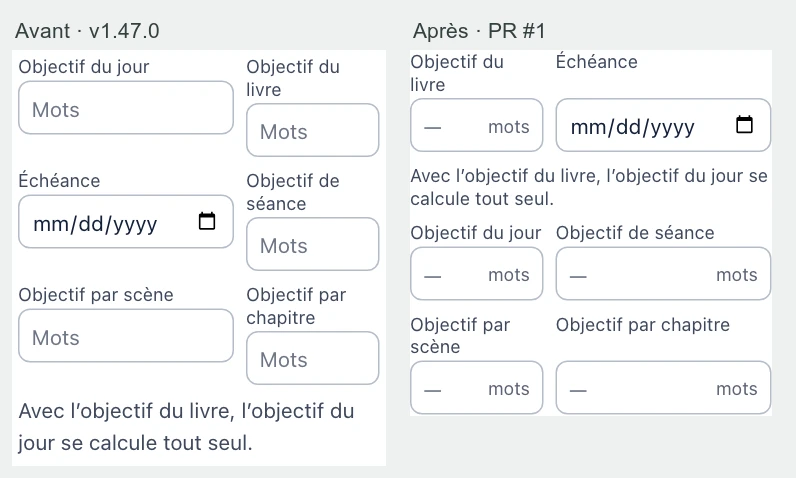 Avant · v1.47.0
Objectif du jour
Mots
Objectif du
livre
Mots
Échéance
mm/dd/yyyy
Objectif de
séance
Mots
Objectif par scène
Mots
Objectif par
chapitre
Mots
Avec l’objectif du livre, l’objectif du
jour se calcule tout seul.
Après · PR #1
Objectif du
livre
— mots
Échéance
mm/dd/yyyy
Avec l’objectif du livre, l’objectif du jour se
calcule tout seul.
Objectif du jour
— mots
Objectif de séance
— mots
Objectif par
scène
— mots
Objectif par chapitre
— mots